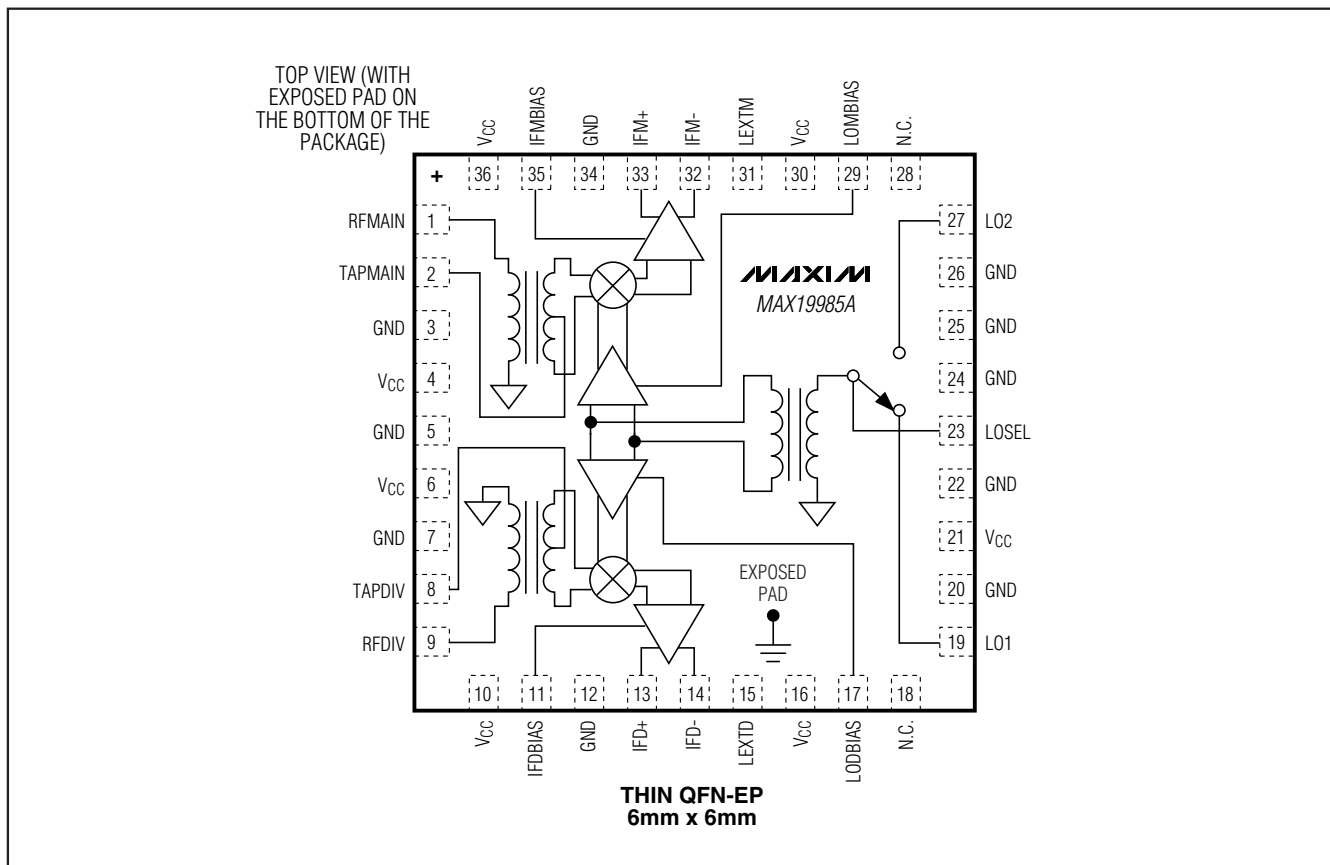 TOP VIEW (WITH
EXPOSED PAD ON
THE BOTTOM OF THE
PACKAGE)
VCC
IFMBIAS
GND
IFM+
IFM-
LEXTM
VCC
LOMBIAS
N.C.
+
36
35
34
33
32
31
30
29
28
RFMAIN 1
TAPMAIN 2
GND 3
VCC 4
GND 5
VCC 6
GND 7
TAPDIV 8
RFDIV 9
MAXIM
MAX19985A
27 LO2
26 GND
25 GND
24 GND
23 LOSEL
22 GND
21 VCC
20 GND
19 LO1
EXPOSED
PAD
10
11
12
13
14
15
16
17
18
VCC
IFDBIAS
GND
IFD+
IFD-
LEXTD
VCC
LODBIAS
N.C.
THIN QFN-EP
6mm x 6mm